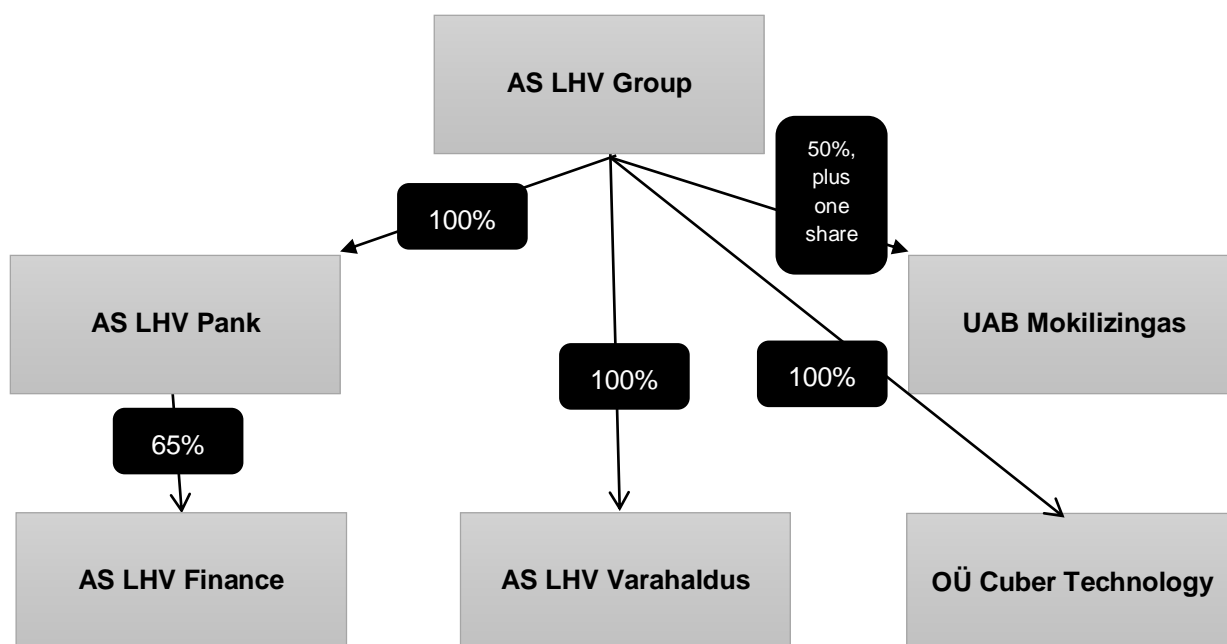 AS LHV Group
50%,
plus
one
share
100%
AS LHV Pank
UAB Mokilizingas
100%
100%
65%
AS LHV Finance
AS LHV Varahaldus
OÜ Cuber Technology